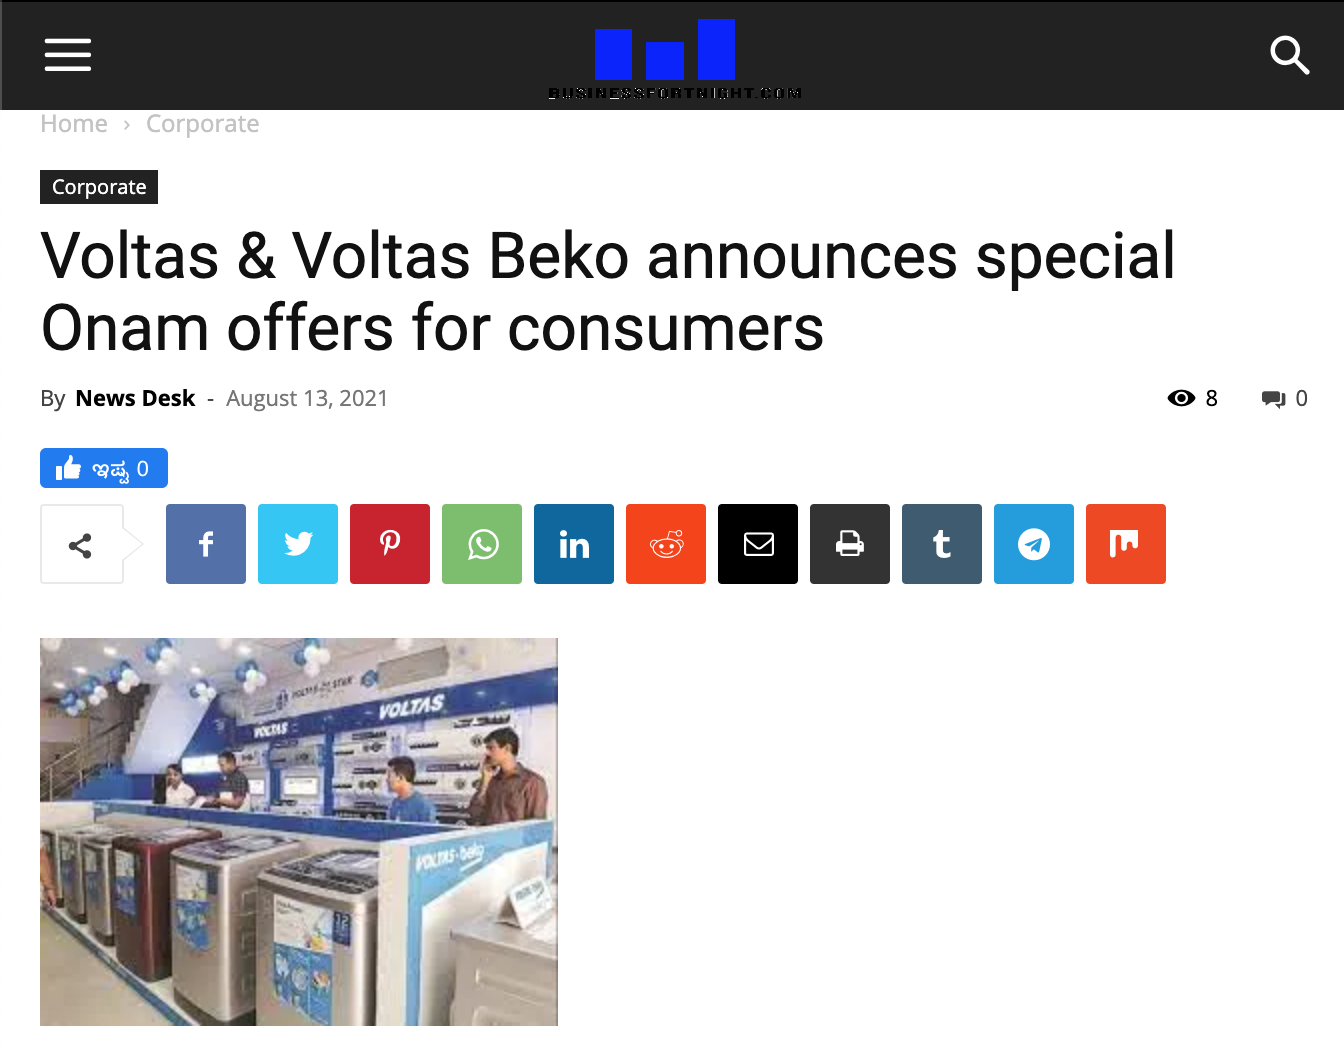 BUSINESSFORTNIGHT.COM
Home › Corporate
Corporate
Voltas & Voltas Beko announces special
Onam offers for consumers
By News Desk - August 13, 2021 8 0
ಇಷ್ಟ 0
VOLTAS
VOLTAS
VOLTAS beko
12